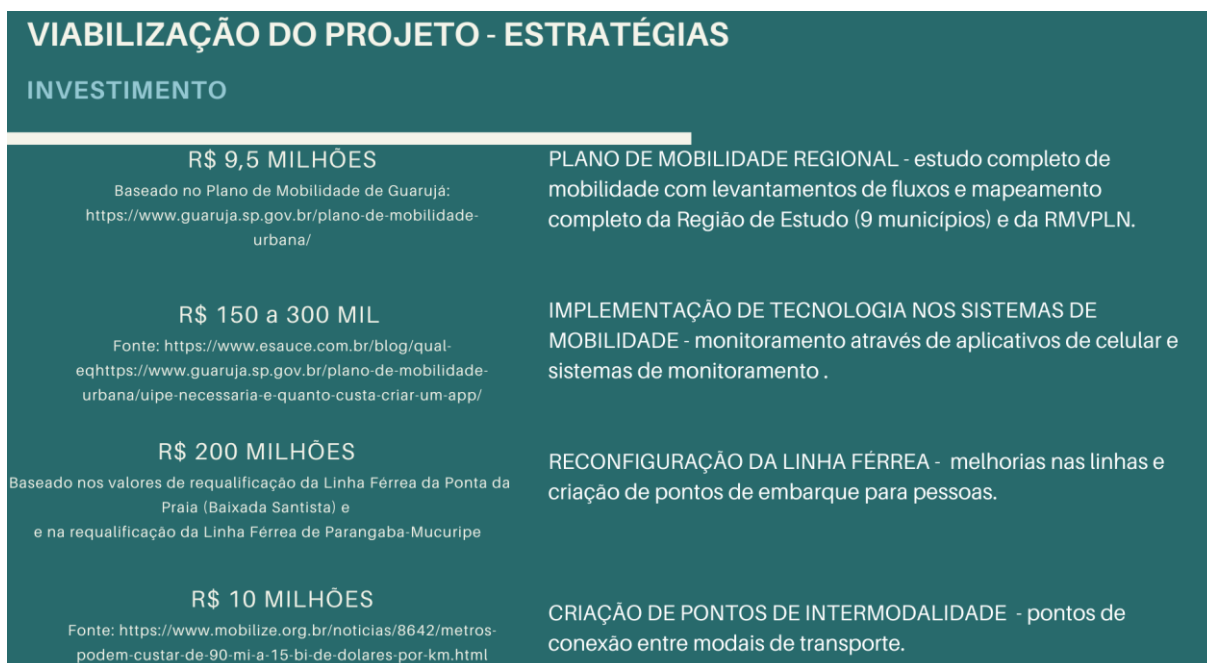 VIABILIZAÇÃO DO PROJETO - ESTRATÉGIAS
INVESTIMENTO
R$ 9,5 MILHÕES
Baseado no Plano de Mobilidade de Guarujá:
https://www.guaruja.sp.gov.br/plano-de-mobilidade-
urbana/
PLANO DE MOBILIDADE REGIONAL - estudo completo de
mobilidade com levantamentos de fluxos e mapeamento
completo da Região de Estudo (9 municípios) e da RMVPLN.
R$ 150 a 300 MIL
Fonte: https://www.esauce.com.br/blog/qual-
eqhttps://www.guaruja.sp.gov.br/plano-de-mobilidade-
urbana/uipe-necessaria-e-quanto-custa-criar-um-app/
IMPLEMENTAÇÃO DE TECNOLOGIA NOS SISTEMAS DE
MOBILIDADE - monitoramento através de aplicativos de celular e
sistemas de monitoramento .
R$ 200 MILHÕES
Baseado nos valores de requalificação da Linha Férrea da Ponta da
Praia (Baixada Santista) e
e na requalificação da Linha Férrea de Parangaba-Mucuripe
RECONFIGURAÇÃO DA LINHA FÉRREA - melhorias nas linhas e
criação de pontos de embarque para pessoas.
R$ 10 MILHÕES
Fonte: https://www.mobilize.org.br/noticias/8642/metros-
podem-custar-de-90-mi-a-15-bi-de-dolares-por-km.html
CRIAÇÃO DE PONTOS DE INTERMODALIDADE - pontos de
conexão entre modais de transporte.